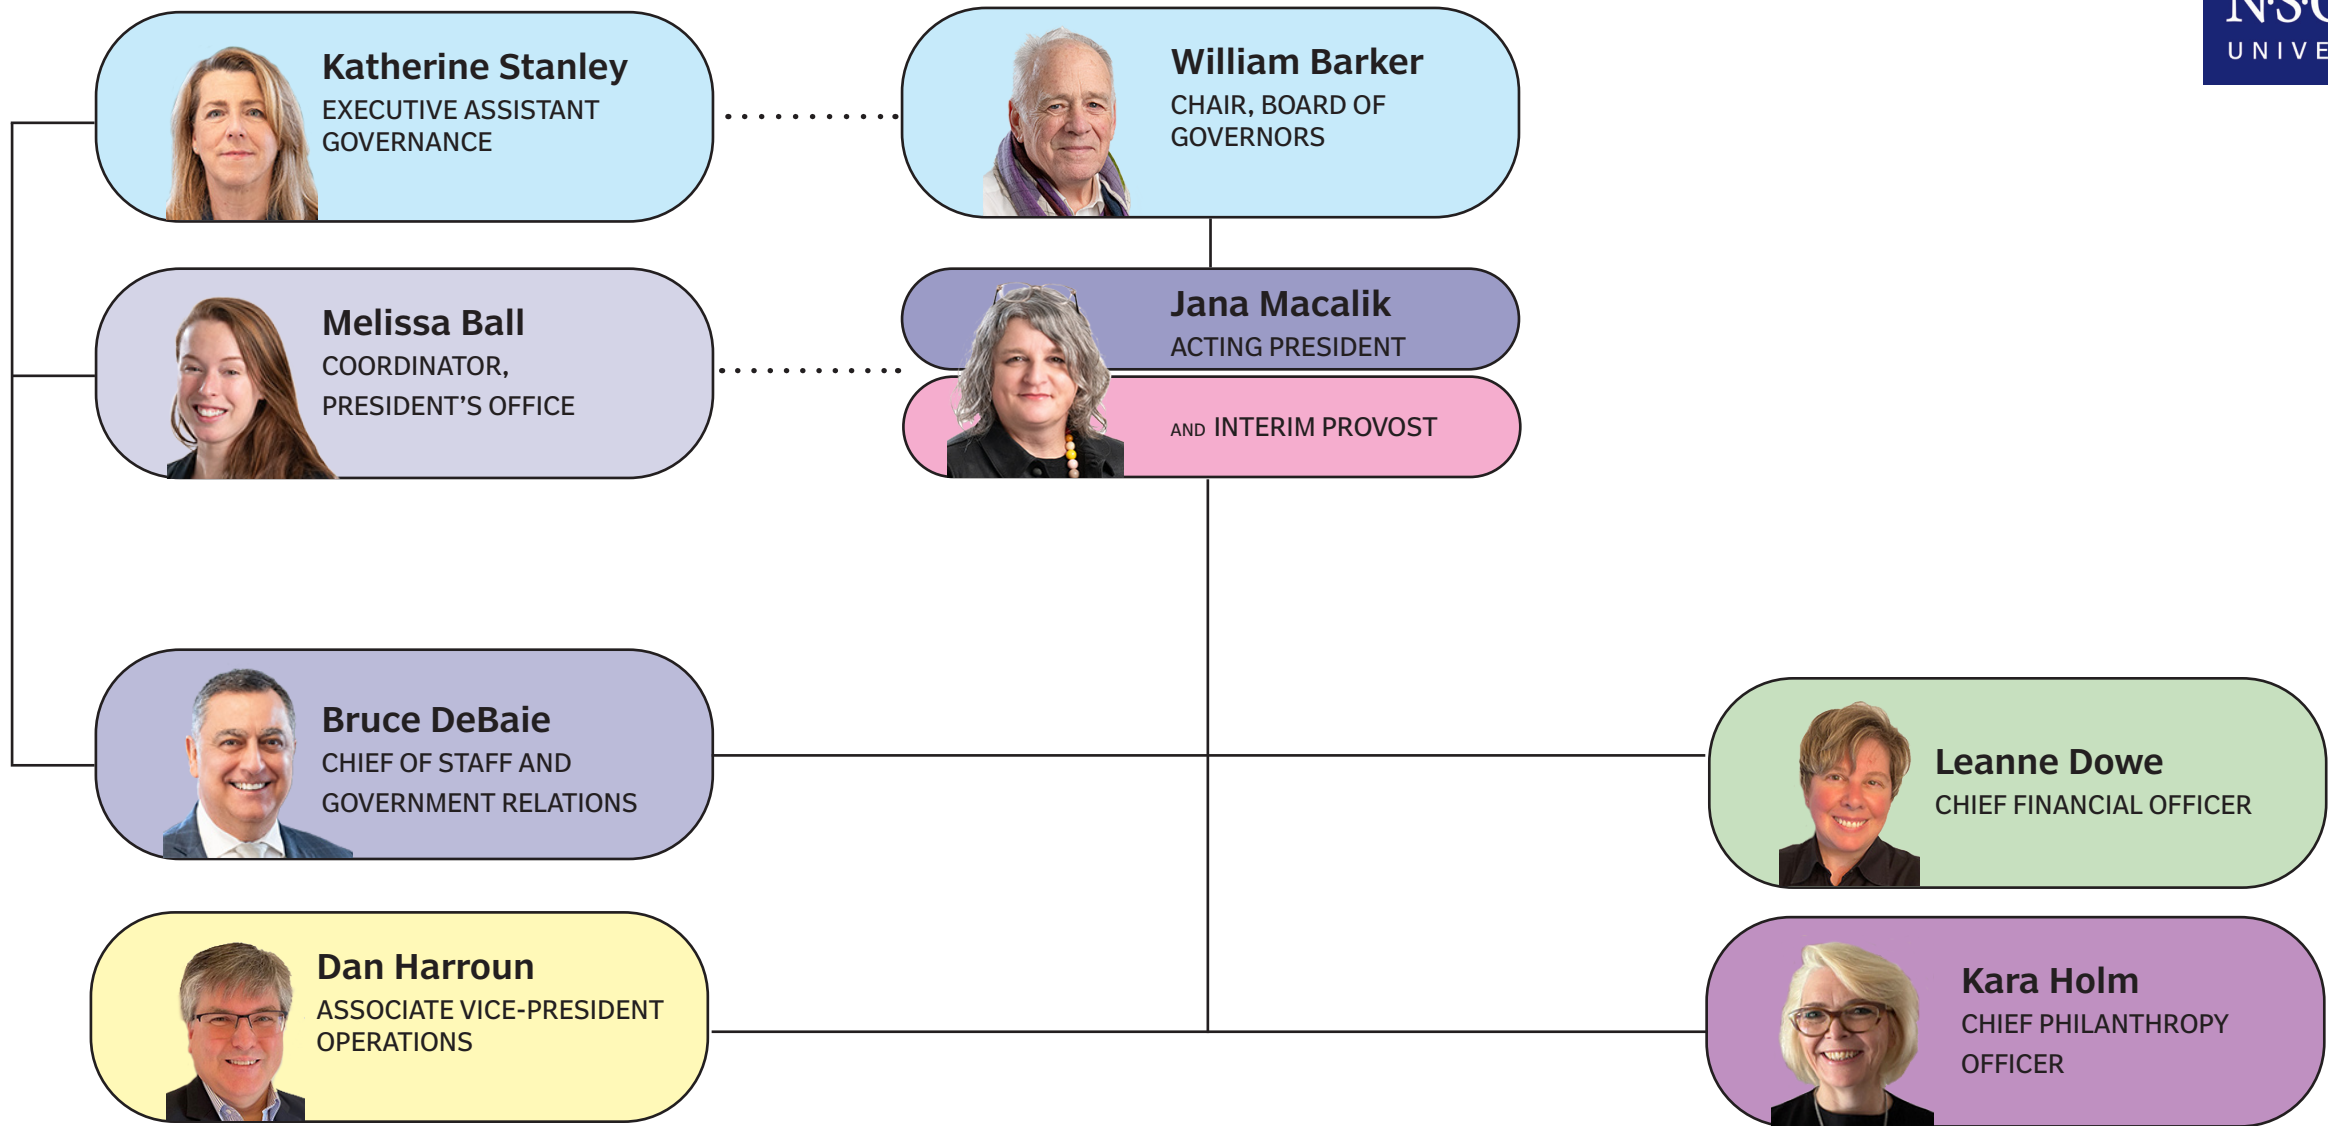 Katherine Stanley
EXECUTIVE ASSISTANT
GOVERNANCE
William Barker
CHAIR, BOARD OF
GOVERNORS
Melissa Ball
COORDINATOR,
PRESIDENT’S OFFICE
Jana Macalik
ACTING PRESIDENT
AND INTERIM PROVOST
Bruce DeBaie
CHIEF OF STAFF AND
GOVERNMENT RELATIONS
Leanne Dowe
CHIEF FINANCIAL OFFICER
Dan Harroun
ASSOCIATE VICE-PRESIDENT
OPERATIONS
Kara Holm
CHIEF PHILANTHROPY
OFFICER